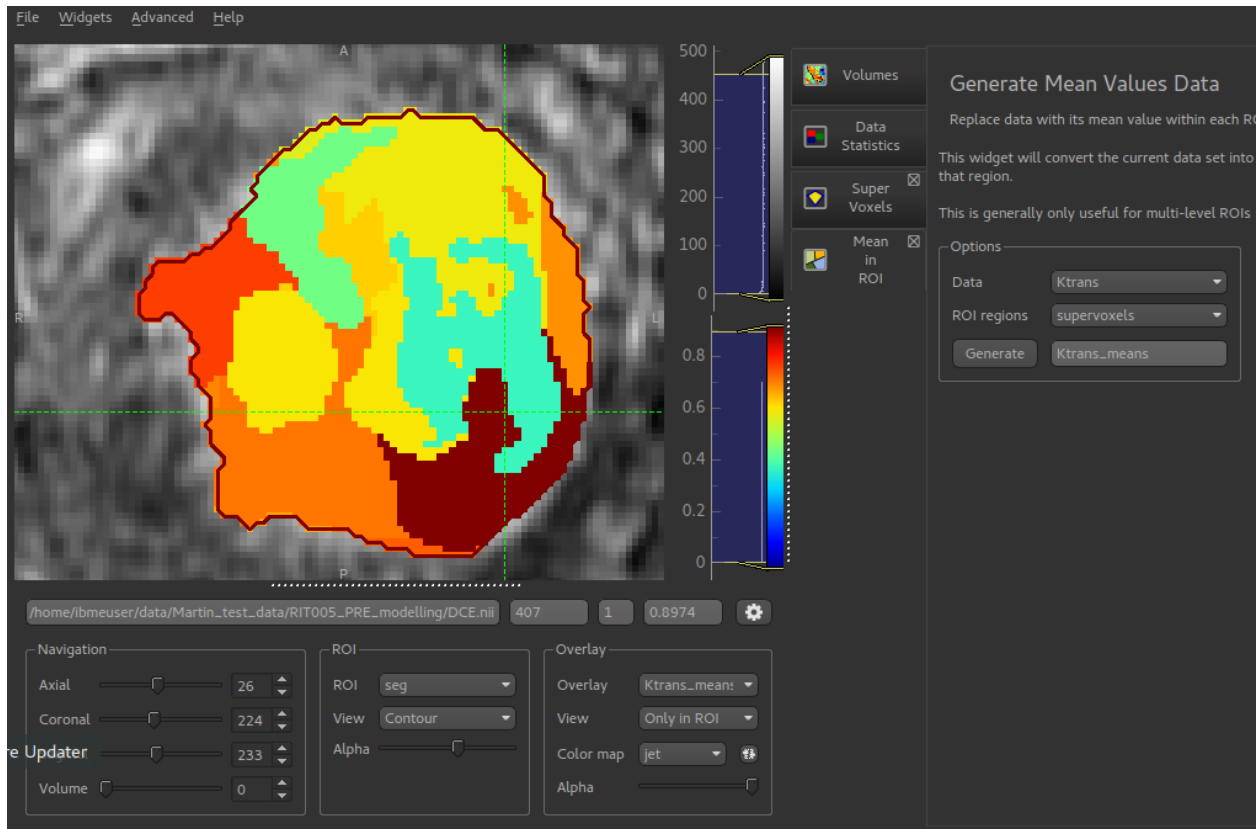 File Widgets Advanced Help
A
R
L
P
500
400
300
200
100
0
0.8
0.6
0.4
0.2
0
Volumes
Data
Statistics
Super
Voxels
Mean
in
ROI
Generate Mean Values Data
Replace data with its mean value within each RO
This widget will convert the current data set into
that region.
This is generally only useful for multi-level ROIs
Options
Data Ktrans
ROI regions supervoxels
Generate Ktrans_means
/home/ibmeuser/data/Martin_test_data/RIT005_PRE_modelling/DCE.nii 407 1 0.8974
Navigation
Axial 26
Coronal 224
re Updater 233
Volume 0
ROI
ROI seg
View Contour
Alpha
Overlay
Overlay Ktrans_means
View Only in ROI
Color map jet
Alpha